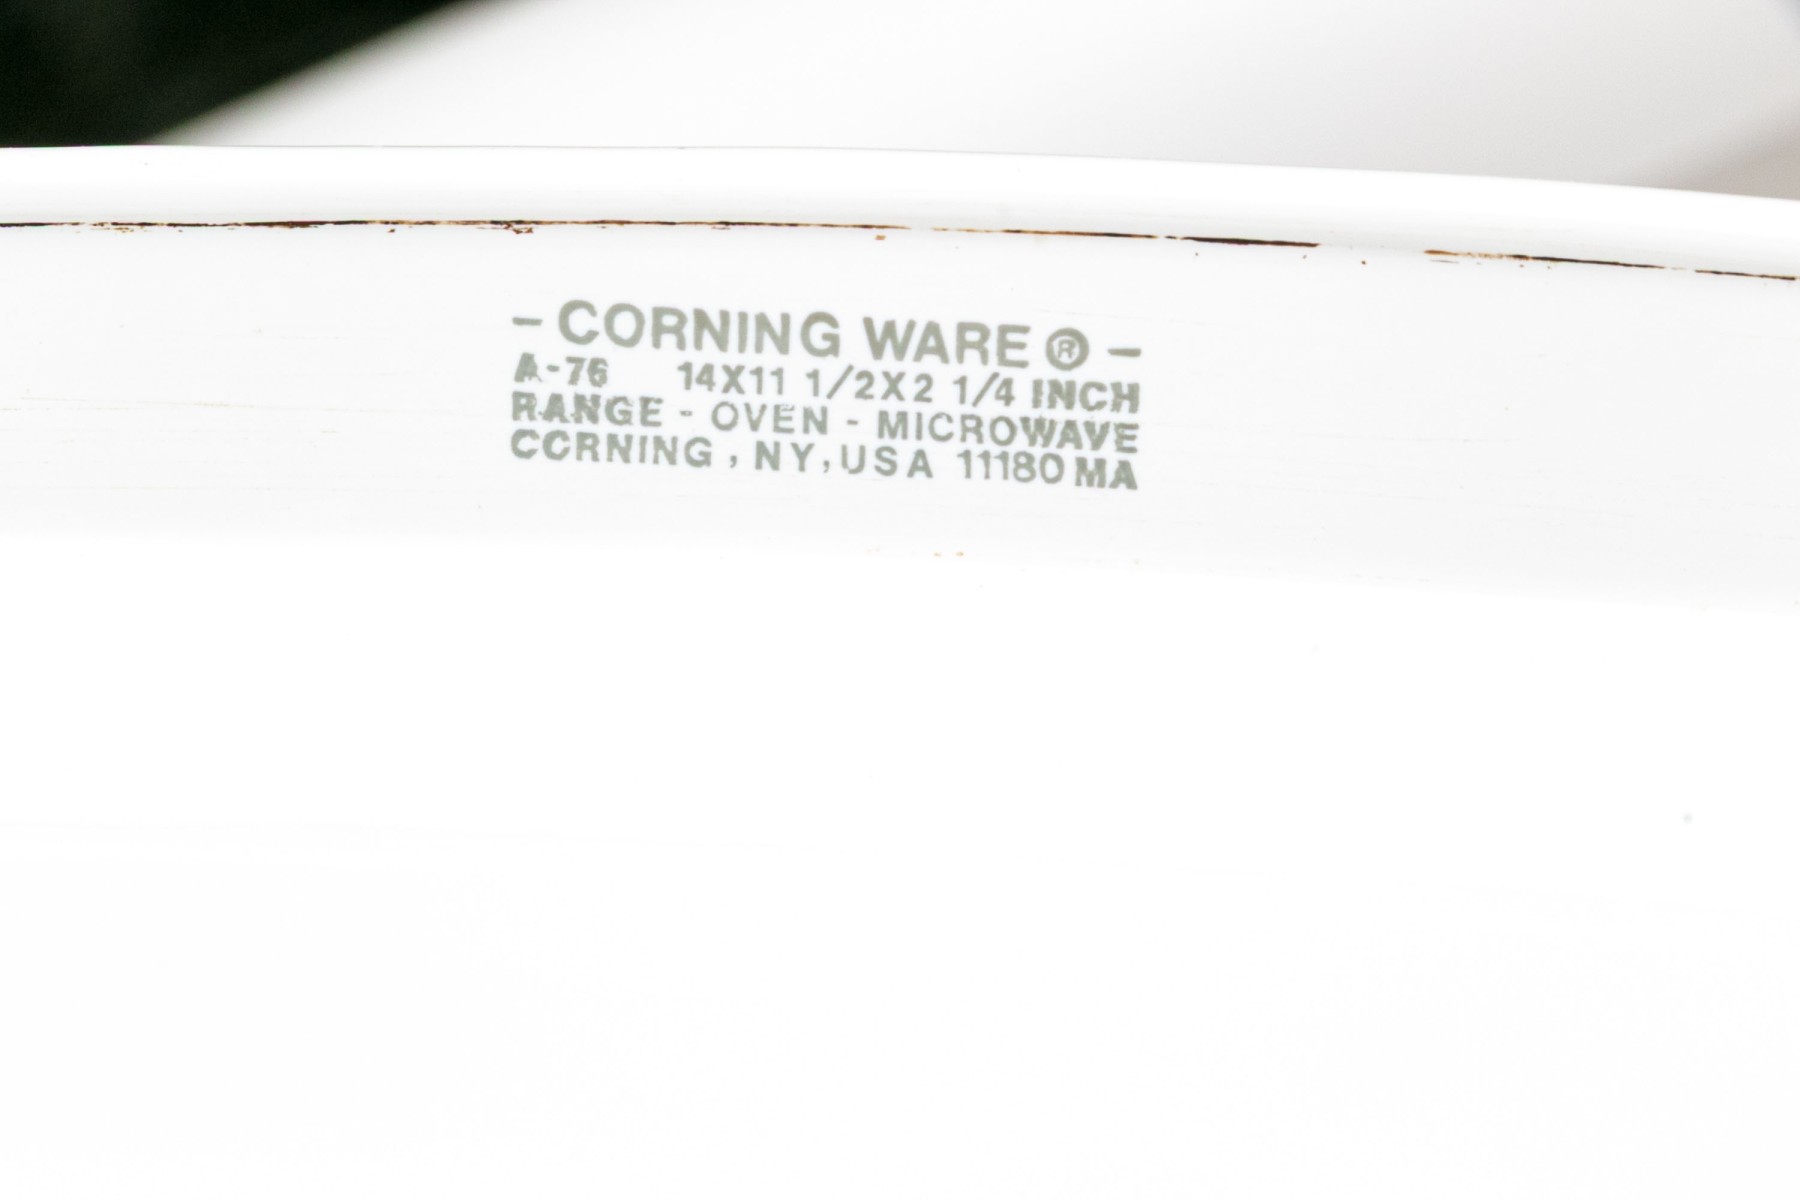 - CORNING WARE ® -
A-76 14X11 1/2X2 1/4 INCH
RANGE - OVEN - MICROWAVE
CORNING, NY, USA 11180 MA